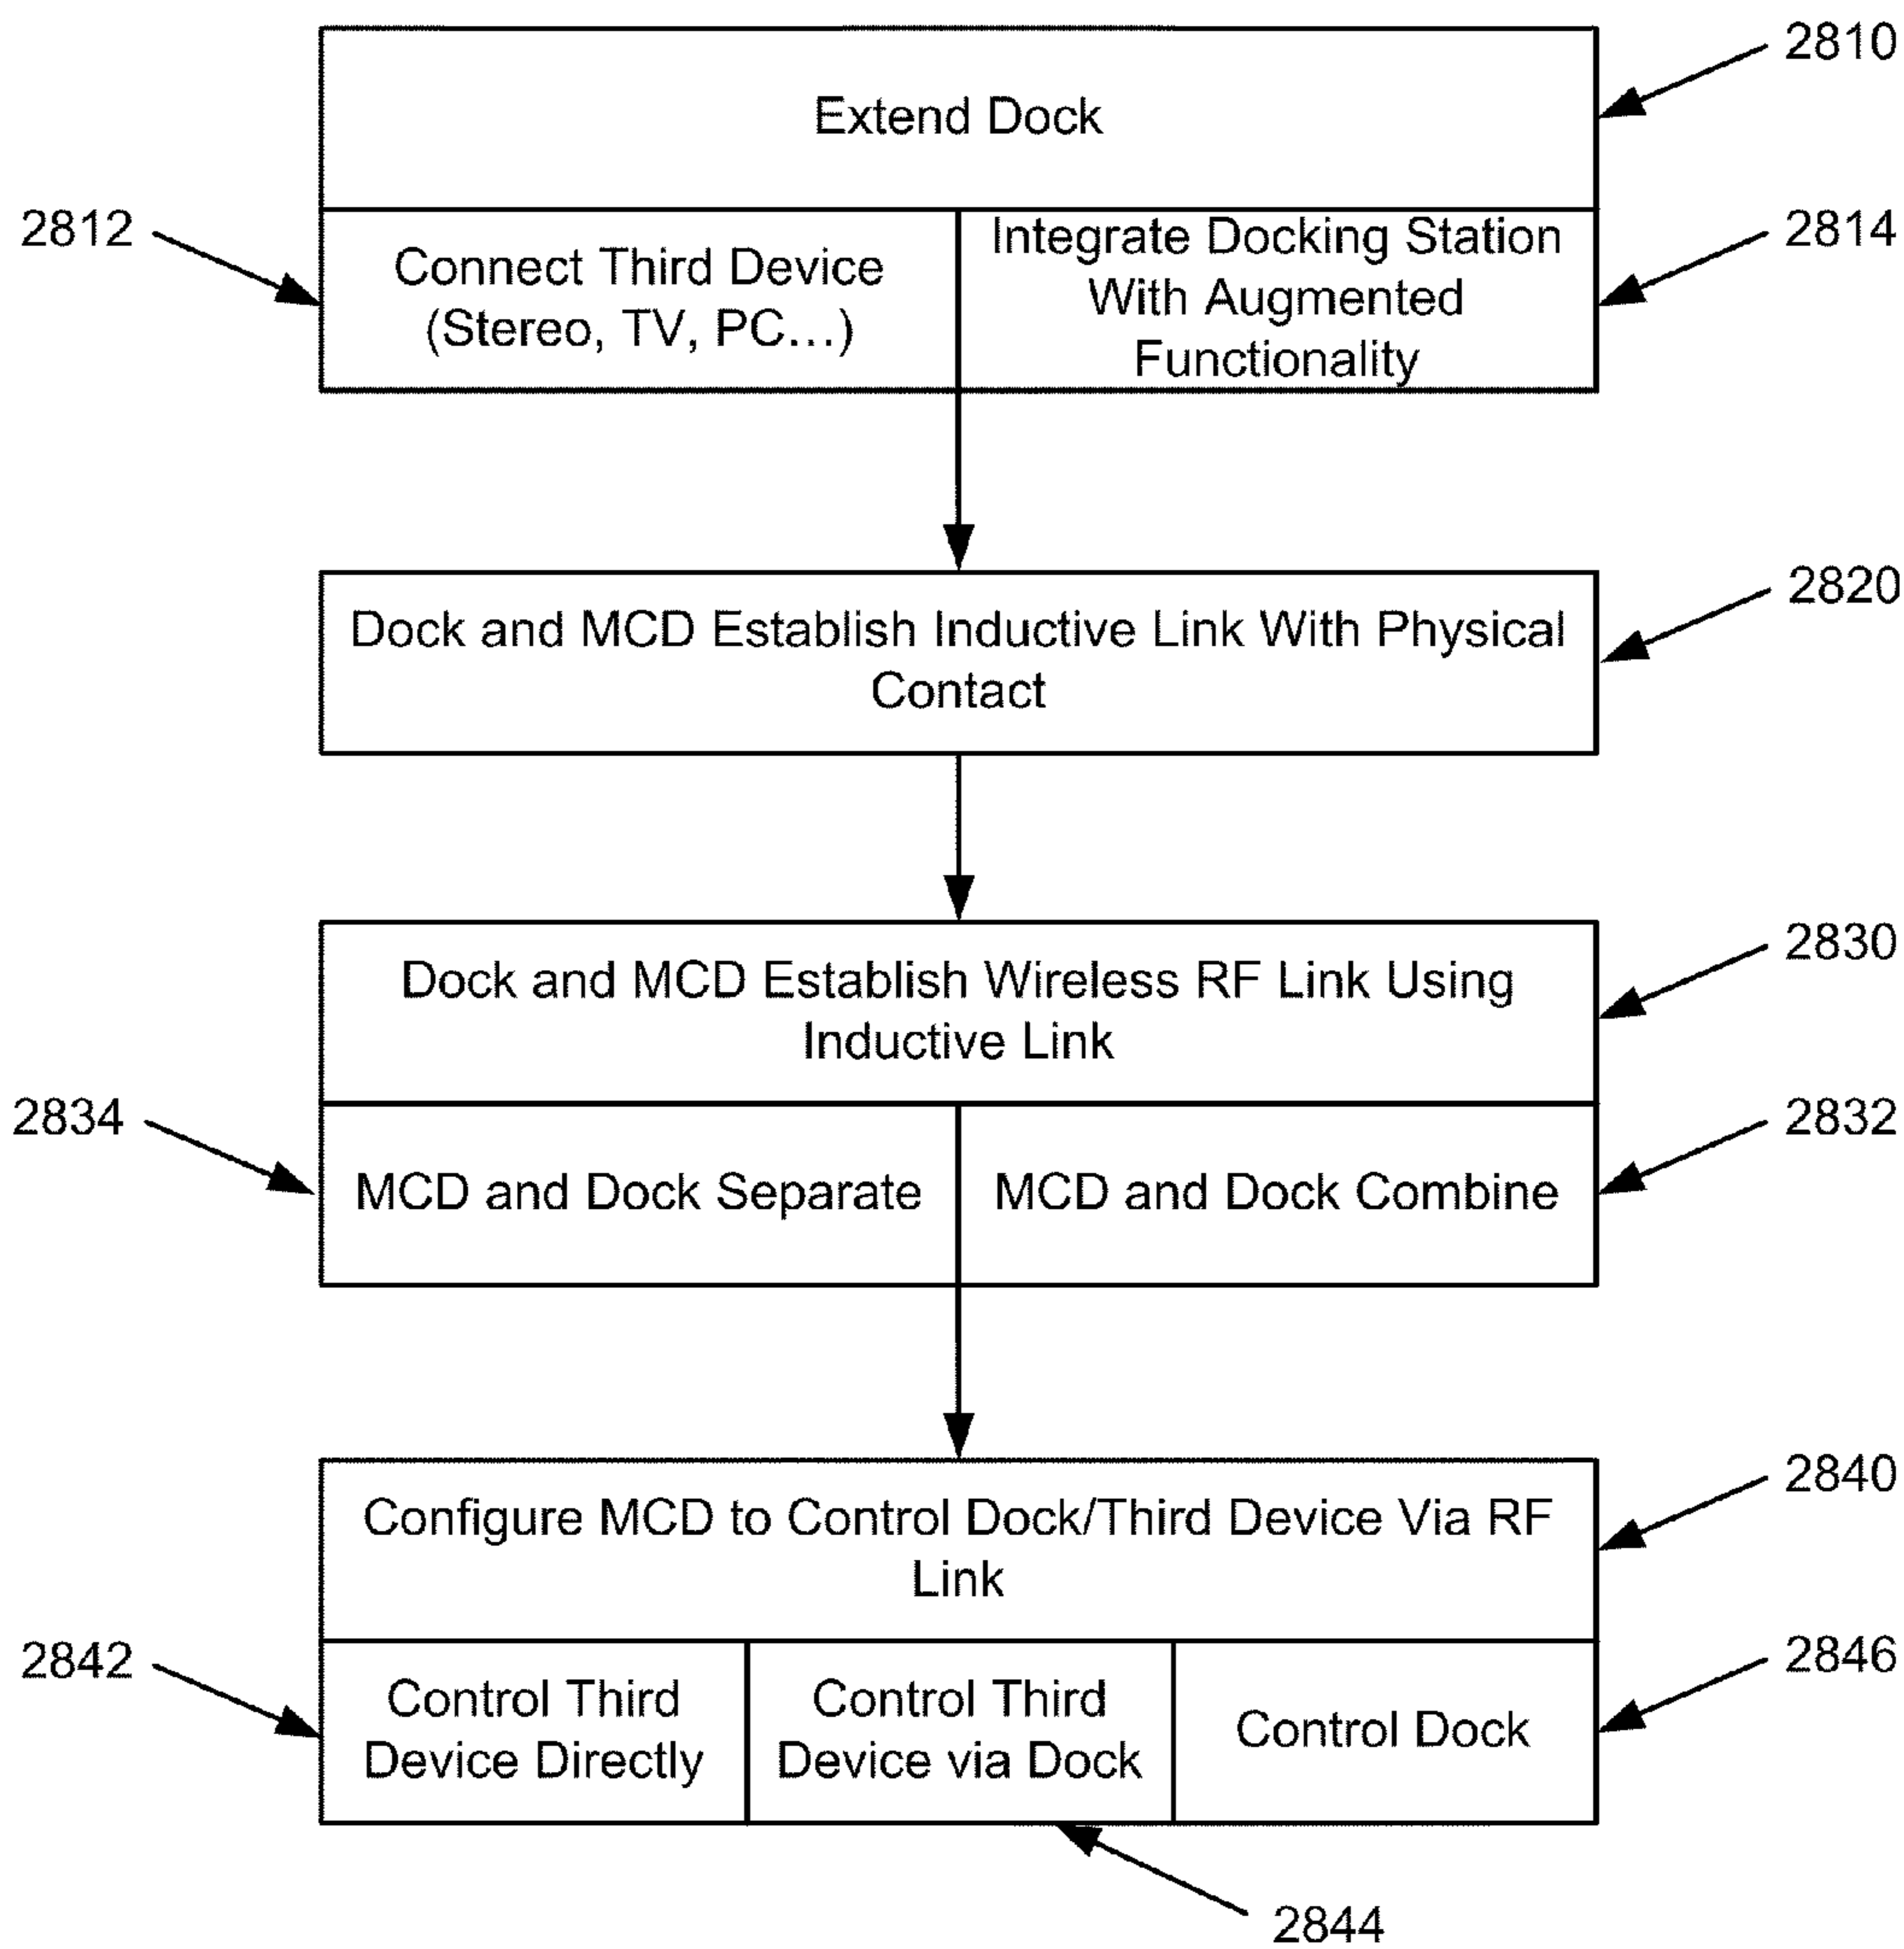 2810
Extend Dock
2812
2814
Connect Third Device
(Stereo, TV, PC...)
Integrate Docking Station
With Augmented
Functionality
2820
Dock and MCD Establish Inductive Link With Physical
Contact
2830
Dock and MCD Establish Wireless RF Link Using
Inductive Link
2834
2832
MCD and Dock Separate
MCD and Dock Combine
2840
Configure MCD to Control Dock/Third Device Via RF
Link
2842
2846
Control Third
Device Directly
Control Third
Device via Dock
Control Dock
2844